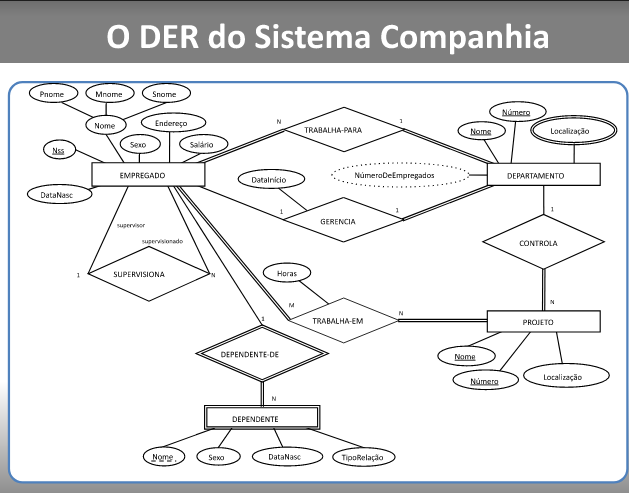 O DER do Sistema Companhia
Pnome
Mnome
Snome
Nome
Endereço
Nss
Sexo
Salário
DataNasc
EMPREGADO
N
TRABALHA-PARA
1
Número
Nome
Localização
NúmeroDeEmpregados
DEPARTAMENTO
DataInício
1
GERENCIA
1
supervisor
supervisionado
1
SUPERVISIONA
N
1
CONTROLA
N
Horas
M
TRABALHA-EM
N
PROJETO
Nome
Número
Localização
1
DEPENDENTE-DE
N
DEPENDENTE
Nome
Sexo
DataNasc
TipoRelação